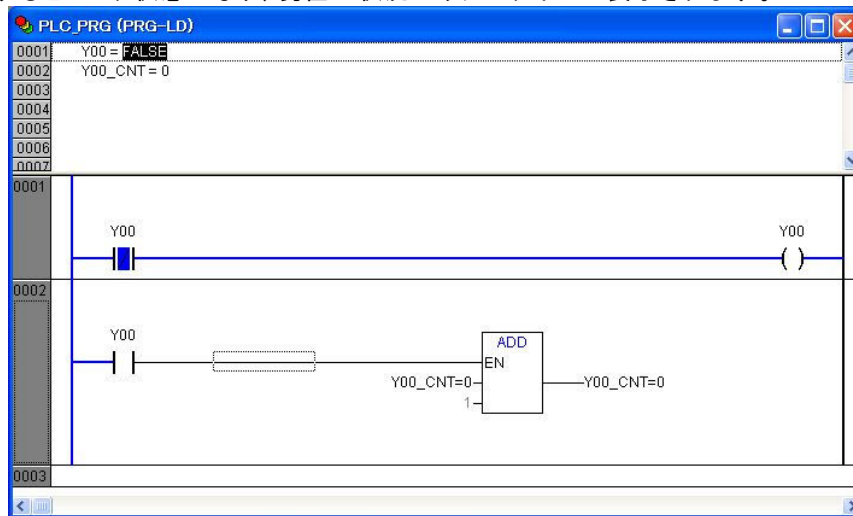 PLC_PRG (PRG-LD)
0001 Y00 = FALSE
0002 Y00_CNT = 0
0003
0004
0005
0006
0007
0001
Y00 Y00
0002
Y00
ADD
EN
Y00_CNT=0 Y00_CNT=0
1
0003